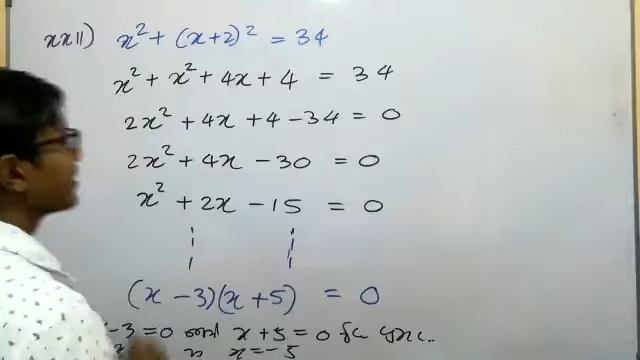 xxii) x² + (x+2)² = 34
x² + x² + 4x + 4 = 34
2x² + 4x + 4 - 34 = 0
2x² + 4x - 30 = 0
x² + 2x - 15 = 0
(x - 3)(x + 5) = 0
-3 = 0 x + 5 = 0
x = -5